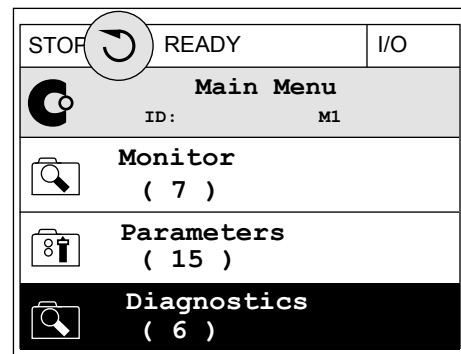 STOP READY I/O
Main Menu
ID: M1
Monitor
( 7 )
Parameters
( 15 )
Diagnostics
( 6 )